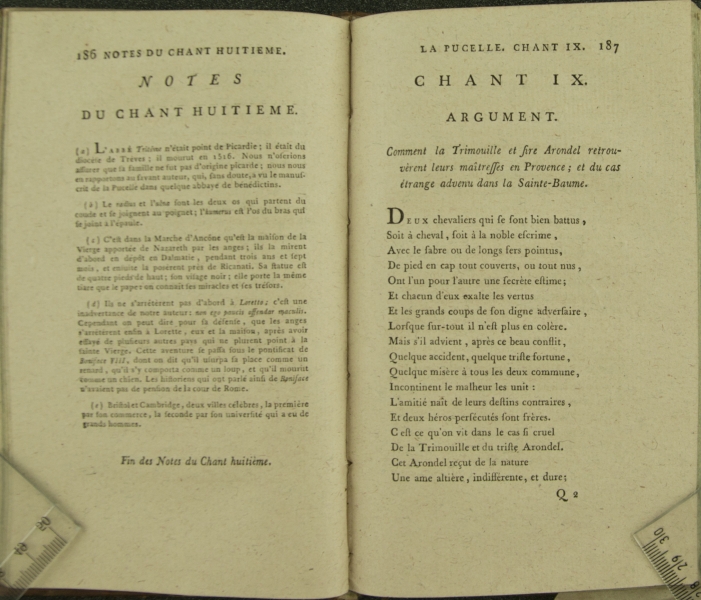 186 NOTES DU CHANT HUITIEME.
NOTES
DU CHANT HUITIEME.
(a) L'ABBÉ Tritême n'était point de Picardie ; il était du
diocèse de Trèves ; il mourut en 1516. Nous n'oserions
assurer que sa famille ne fut pas d'origine picarde ; nous nous
en rapportons au savant auteur, qui, sans doute, a vu le manus-
crit de la Pucelle dans quelque abbaye de bénédictins.
(b) Le radius et l'ulna sont les deux os qui partent du
coude et se joignent au poignet ; l'humerus est l'os du bras qui
se joint à l'épaule.
(c) C'est dans la Marche d'Ancône qu'est la maison de la
Vierge apportée de Nazareth par les anges ; ils la mirent
d'abord en dépôt en Dalmatie, pendant trois ans et sept
mois, et ensuite la posèrent près de Ricanati. Sa statue est
de quatre pieds de haut ; son visage noir ; elle porte la même
tiare que le pape : on connaît ses miracles et ses trésors.
(d) Ils ne s'arrêtèrent pas d'abord à Lorette ; c'est une
inadvertance de notre auteur : non ego paucis offendar maculis.
Cependant on peut dire pour sa défense, que les anges
s'arrêtèrent enfin à Lorette, eux et la maison, après avoir
essayé de plusieurs autres pays qui ne plurent point à la
sainte Vierge. Cette aventure se passa sous le pontificat de
Boniface VIII, dont on dit qu'il usurpa sa place comme un
renard, qu'il s'y comporta comme un loup, et qu'il mourut
comme un chien. Les historiens qui ont parlé ainsi de Boniface
n'avaient pas de pension de la cour de Rome.
(e) Bristol et Cambridge, deux villes célèbres, la première
par son commerce, la seconde par son université qui a eu de
grands hommes.
Fin des Notes du Chant huitième.
LA PUCELLE. CHANT IX. 187
CHANT IX.
ARGUMENT.
Comment la Trimouille et sire Arondel retrou-
vèrent leurs maîtresses en Provence ; et du cas
étrange advenu dans la Sainte-Baume.
DEUX chevaliers qui se sont bien battus,
Soit à cheval, soit à la noble escrime,
Avec le sabre ou de longs fers pointus,
De pied en cap tout couverts, ou tout nus,
Ont l'un pour l'autre une secrète estime ;
Et chacun d'eux exalte les vertus
Et les grands coups de son digne adversaire,
Lorsque sur-tout il n'est plus en colère.
Mais s'il advient, après ce beau conflit,
Quelque accident, quelque triste fortune,
Quelque misère à tous les deux commune,
Incontinent le malheur les unit :
L'amitié naît de leurs destins contraires,
Et deux héros persécutés sont frères.
C'est ce qu'on vit dans le cas si cruel
De la Trimouille et du triste Arondel.
Cet Arondel reçut de la nature
Une ame altière, indifférente, et dure ;
Q 2